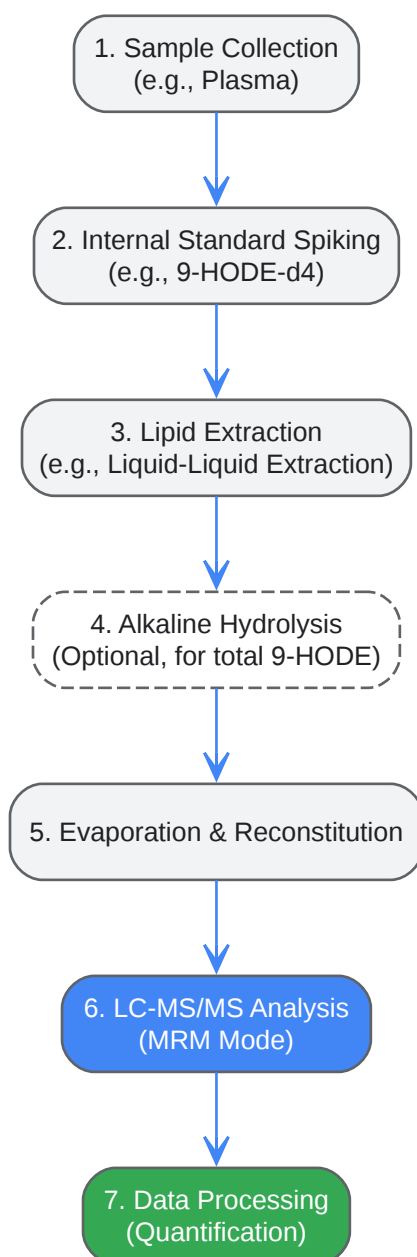 1. Sample Collection
(e.g., Plasma)
2. Internal Standard Spiking
(e.g., 9-HODE-d4)
3. Lipid Extraction
(e.g., Liquid-Liquid Extraction)
4. Alkaline Hydrolysis
(Optional, for total 9-HODE)
5. Evaporation & Reconstitution
6. LC-MS/MS Analysis
(MRM Mode)
7. Data Processing
(Quantification)